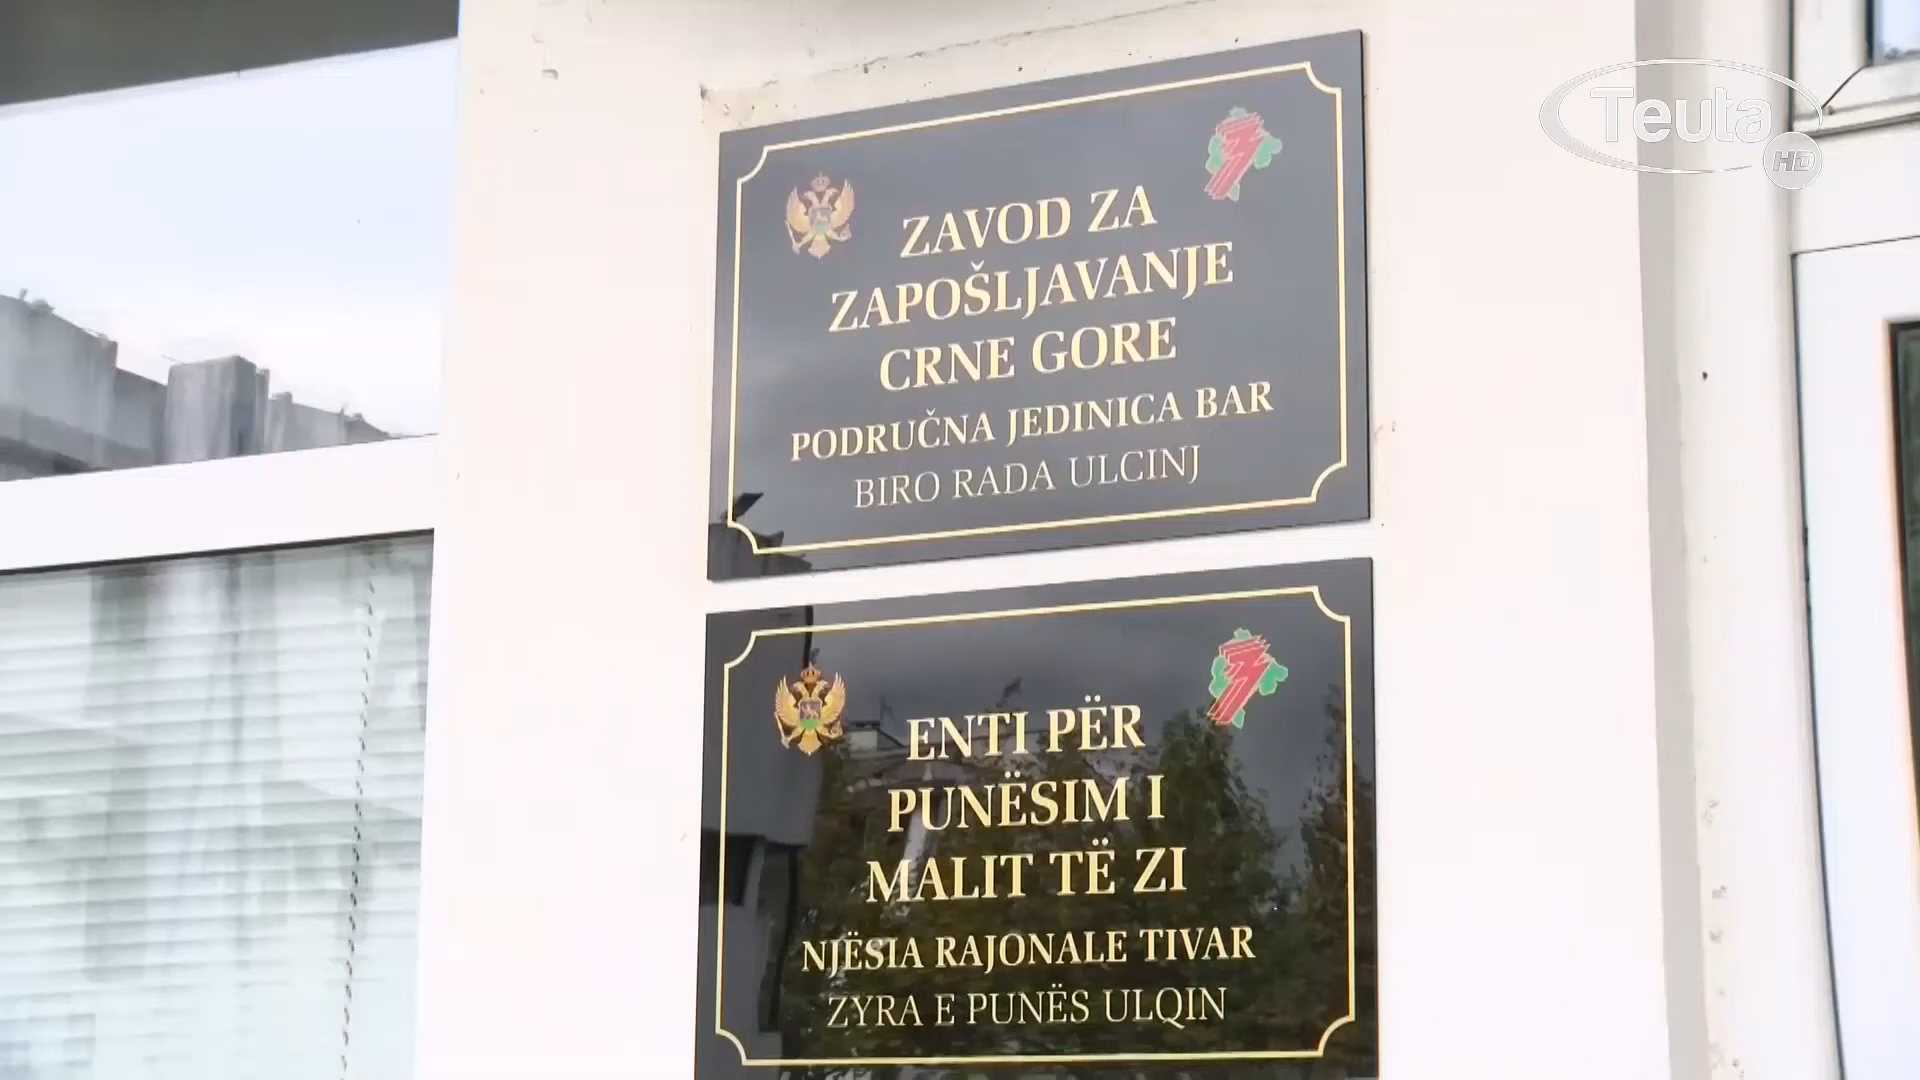 Teuta
HD
ZAVOD ZA
ZAPOŠLJAVANJE
CRNE GORE
PODRUČNA JEDINICA BAR
BIRO RADA ULCINJ
ENTI PËR
PUNËSIM I
MALIT TË ZI
NJËSIA RAJONALE TIVAR
ZYRA E PUNËS ULQIN